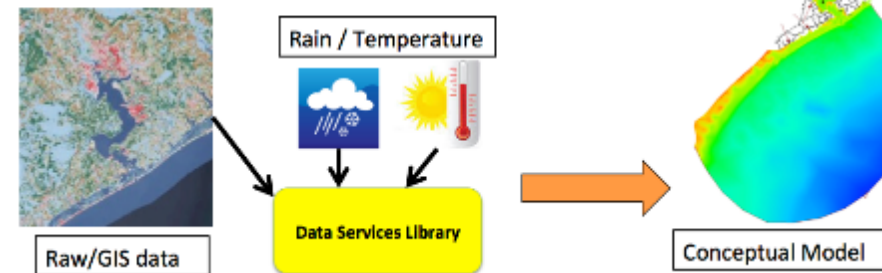 Rain / Temperature
Data Services Library
Raw/GIS data
Conceptual Model